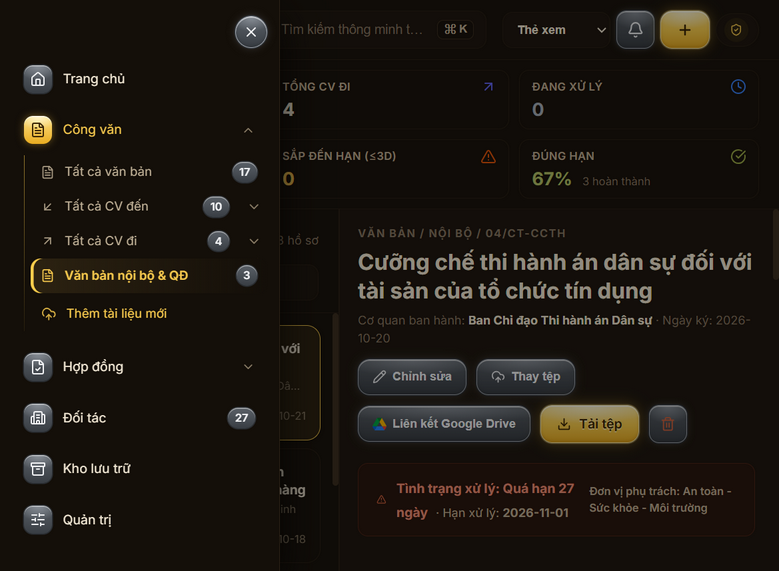 Tìm kiếm thông minh t…
⌘ K
Thẻ xem
Trang chủ
Công văn
Tất cả văn bản
17
Tất cả CV đến
10
Tất cả CV đi
4
Văn bản nội bộ & QĐ
3
Thêm tài liệu mới
Hợp đồng
Đối tác
27
Kho lưu trữ
Quản trị
TỔNG CV ĐI
4
ĐANG XỬ LÝ
0
SẮP ĐẾN HẠN (≤3D)
0
ĐÚNG HẠN
67% 3 hoàn thành
3 hồ sơ
với
10-21
hàng
10-18
VĂN BẢN / NỘI BỘ / 04/CT-CCTH
Cưỡng chế thi hành án dân sự đối với
tài sản của tổ chức tín dụng
Cơ quan ban hành: Ban Chỉ đạo Thi hành án Dân sự · Ngày ký: 2026-
10-20
Chỉnh sửa
Thay tệp
Liên kết Google Drive
Tải tệp
Tình trạng xử lý: Quá hạn 27
ngày · Hạn xử lý: 2026-11-01
Đơn vị phụ trách: An toàn -
Sức khỏe - Môi trường